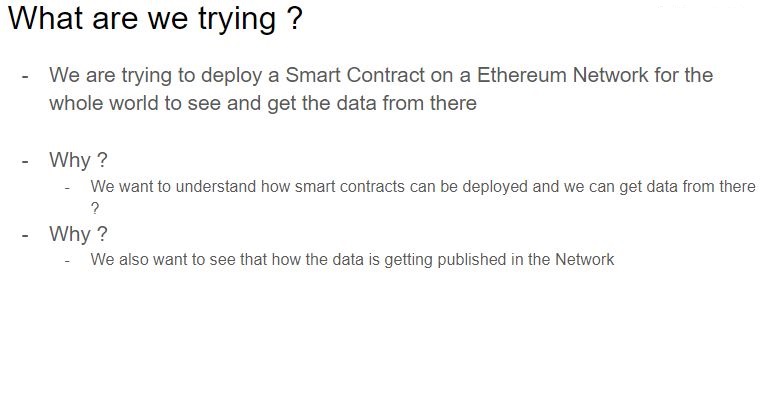 What are we trying ?
- We are trying to deploy a Smart Contract on a Ethereum Network for the
whole world to see and get the data from there
- Why ?
- We want to understand how smart contracts can be deployed and we can get data from there
?
- Why ?
- We also want to see that how the data is getting published in the Network